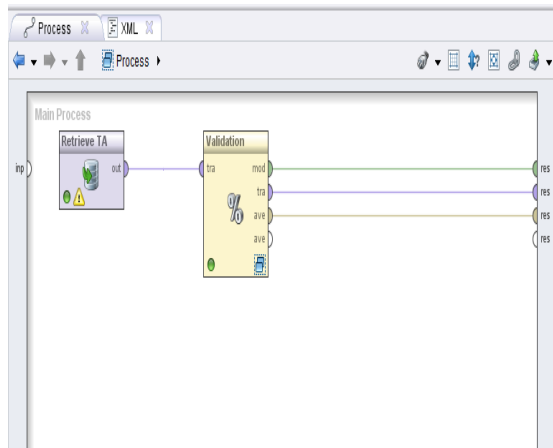 Process
XML
Process
Main Process
Retrieve TA
Validation
inp
out
tra
mod
res
tra
res
%
ave
res
ave
res